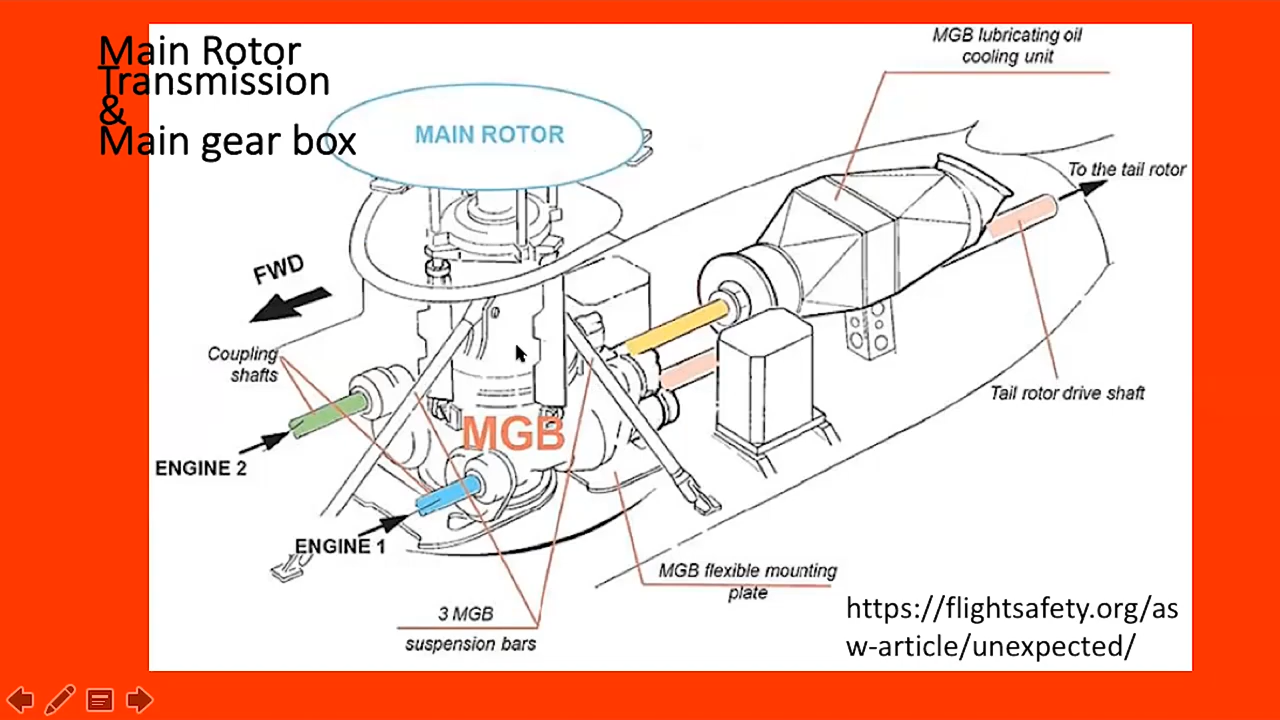 Main Rotor
Transmission
&
Main gear box
MGB lubricating oil
cooling unit
MAIN ROTOR
To the tail rotor
FWD
Coupling
shafts
Tail rotor drive shaft
MGB
ENGINE 2
ENGINE 1
MGB flexible mounting
plate
3 MGB
suspension bars
https://flightsafety.org/as
w-article/unexpected/